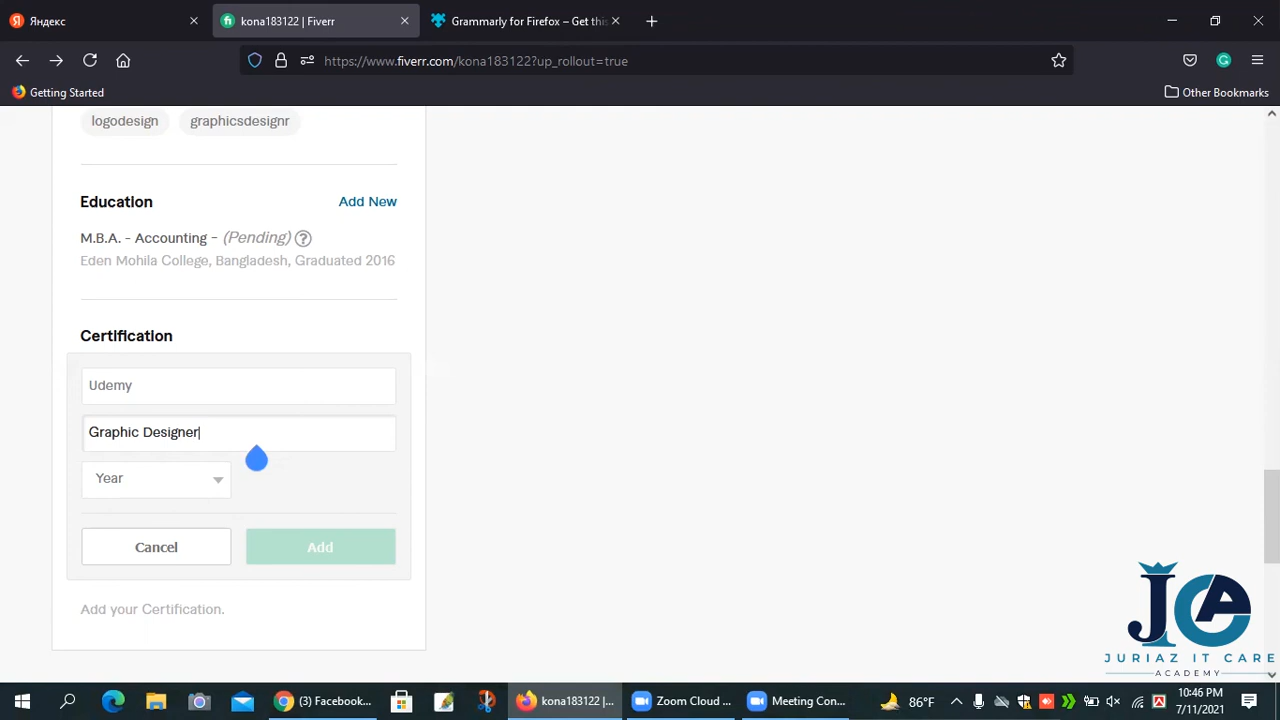 Яндекс
kona183122 | Fiverr
Grammarly for Firefox – Get this
https://www.fiverr.com/kona183122?up_rollout=true
Getting Started
Other Bookmarks
logodesign graphicsdesignr
Education Add New
M.B.A. - Accounting - (Pending) ?
Eden Mohila College, Bangladesh, Graduated 2016
Certification
Udemy
Graphic Designer
Year
Cancel Add
Add your Certification.
JCA
JURIAZ IT CARE
ACADEMY
(3) Facebook... kona183122 |... Zoom Cloud ... Meeting Con... 86°F 10:46 PM
7/11/2021